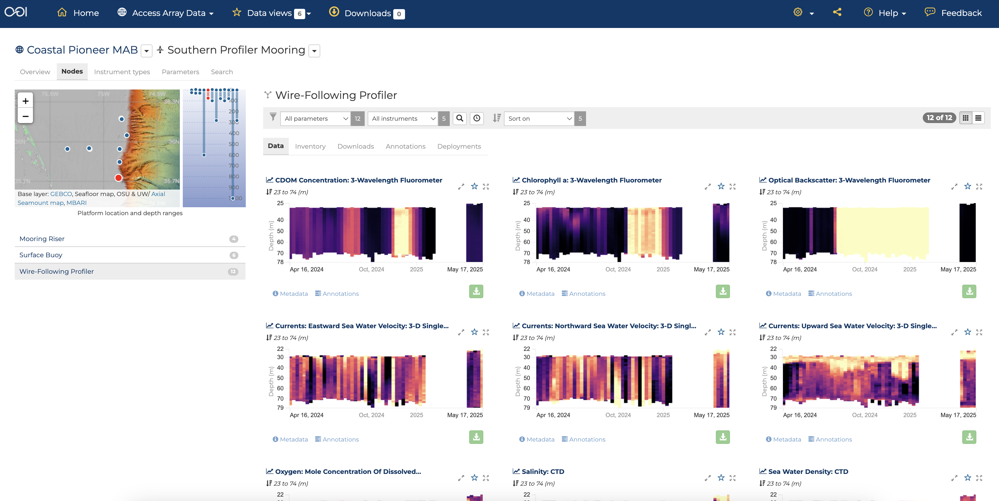 OOI Home Access Array Data Data views 6 Downloads 0 Help Feedback
Coastal Pioneer MAB Southern Profiler Mooring
Overview Nodes Instrument types Parameters Search
75.5W 75W 74.5W
36.3N
36N 36N
35.7N 35.7N
+
−
200
300
400
500
600
700
800
900
Base layer: GEBCO, Seafloor map, OSU & UW/ Axial
Seamount map, MBARI
Platform location and depth ranges
Mooring Riser 4
Surface Buoy 6
Wire-Following Profiler 12
Wire-Following Profiler
All parameters 12 All instruments 5 Sort on 5 12 of 12
Data Inventory Downloads Annotations Deployments
CDOM Concentration: 3-Wavelength Fluorometer
23 to 74 (m)
25
40
50
60
70
78
Depth (m)
Apr 16, 2024 Oct, 2024 2025 May 17, 2025
Metadata Annotations
Chlorophyll a: 3-Wavelength Fluorometer
23 to 74 (m)
25
40
50
60
70
78
Depth (m)
Apr 16, 2024 Oct, 2024 2025 May 17, 2025
Metadata Annotations
Optical Backscatter: 3-Wavelength Fluorometer
23 to 74 (m)
25
40
50
60
70
78
Depth (m)
Apr 16, 2024 Oct, 2024 2025 May 17, 2025
Metadata Annotations
Currents: Eastward Sea Water Velocity: 3-D Single...
23 to 74 (m)
22
30
40
50
60
70
79
Depth (m)
Apr 16, 2024 Oct, 2024 2025 May 17, 2025
Metadata Annotations
Currents: Northward Sea Water Velocity: 3-D Singl...
23 to 74 (m)
22
30
40
50
60
70
79
Depth (m)
Apr 16, 2024 Oct, 2024 2025 May 17, 2025
Metadata Annotations
Currents: Upward Sea Water Velocity: 3-D Single...
23 to 74 (m)
22
30
40
50
60
70
79
Depth (m)
Apr 16, 2024 Oct, 2024 2025 May 17, 2025
Metadata Annotations
Oxygen: Mole Concentration Of Dissolved...
23 to 74 (m)
22
Salinity: CTD
23 to 74 (m)
22
Sea Water Density: CTD
23 to 74 (m)
22